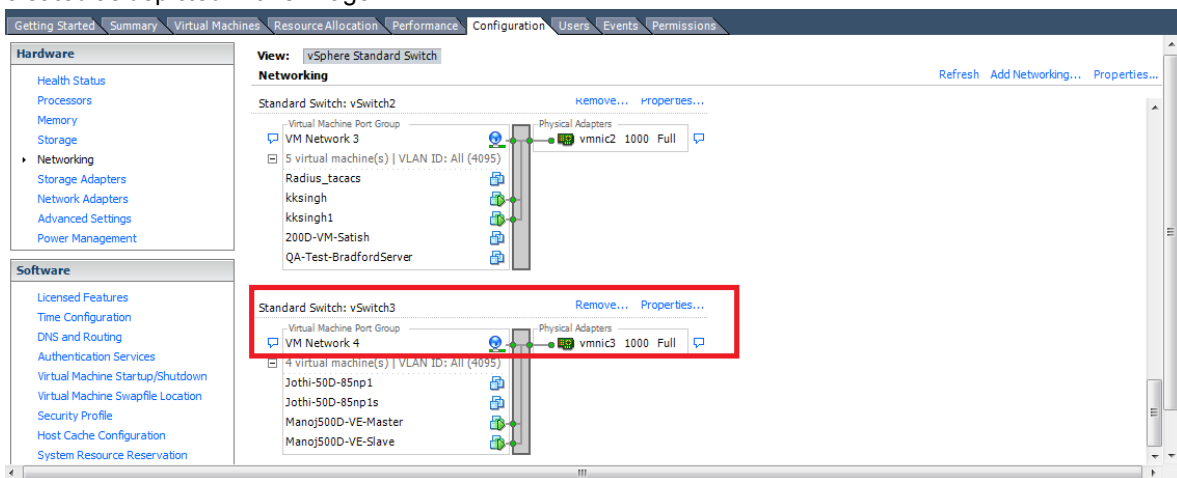 Getting Started Summary Virtual Machines Resource Allocation Performance Configuration Users Events Permissions
Hardware
Health Status
Processors
Memory
Storage
Networking
Storage Adapters
Network Adapters
Advanced Settings
Power Management
Software
Licensed Features
Time Configuration
DNS and Routing
Authentication Services
Virtual Machine Startup/Shutdown
Virtual Machine Swapfile Location
Security Profile
Host Cache Configuration
System Resource Reservation
View: vSphere Standard Switch
Networking
Refresh Add Networking... Properties...
Standard Switch: vSwitch2 Remove... Properties...
Virtual Machine Port Group Physical Adapters
VM Network 3 vmnic2 1000 Full
5 virtual machine(s) | VLAN ID: All (4095)
Radius_tacacs
kksingh
kksingh1
200D-VM-Satish
QA-Test-BradfordServer
Standard Switch: vSwitch3 Remove... Properties...
Virtual Machine Port Group Physical Adapters
VM Network 4 vmnic3 1000 Full
4 virtual machine(s) | VLAN ID: All (4095)
Jothi-50D-85np1
Jothi-50D-85np1s
Manoj500D-VE-Master
Manoj500D-VE-Slave